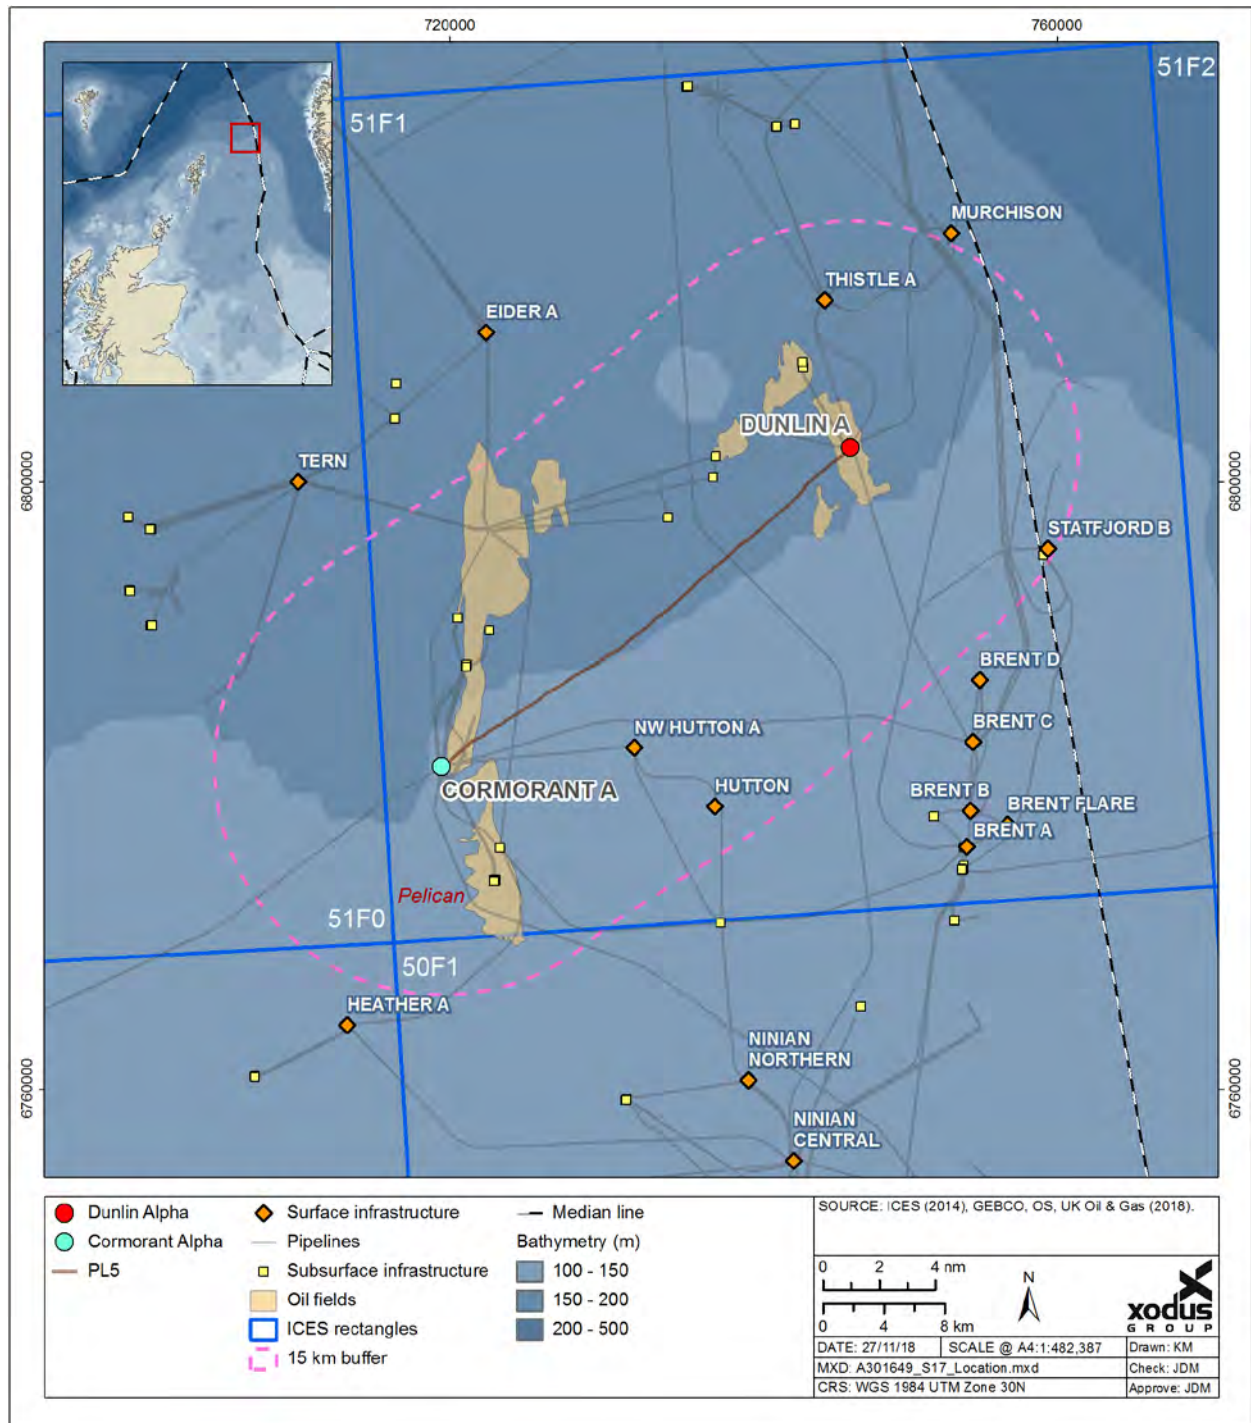 720000
760000
51F2
51F1
MURCHISON
THISTLE A
EIDER A
DUNLIN A
TERN
6800000
6800000
STATFJORD B
BRENT D
NW HUTTON A
BRENT C
CORMORANT A
HUTTON
BRENT B
BRENT FLARE
BRENT A
Pelican
51F0
50F1
HEATHER A
NINIAN
NORTHERN
6760000
6760000
NINIAN
CENTRAL
Dunlin Alpha
Cormorant Alpha
PL5
Surface infrastructure
Pipelines
Subsurface infrastructure
Oil fields
ICES rectangles
15 km buffer
Median line
Bathymetry (m)
100 - 150
150 - 200
200 - 500
SOURCE: ICES (2014), GEBCO, OS, UK Oil & Gas (2018).
0 2 4 nm
0 4 8 km
N
xodus
GROUP
DATE: 27/11/18
SCALE @ A4:1:482,387
Drawn: KM
MXD: A301649_S17_Location.mxd
Check: JDM
CRS: WGS 1984 UTM Zone 30N
Approve: JDM